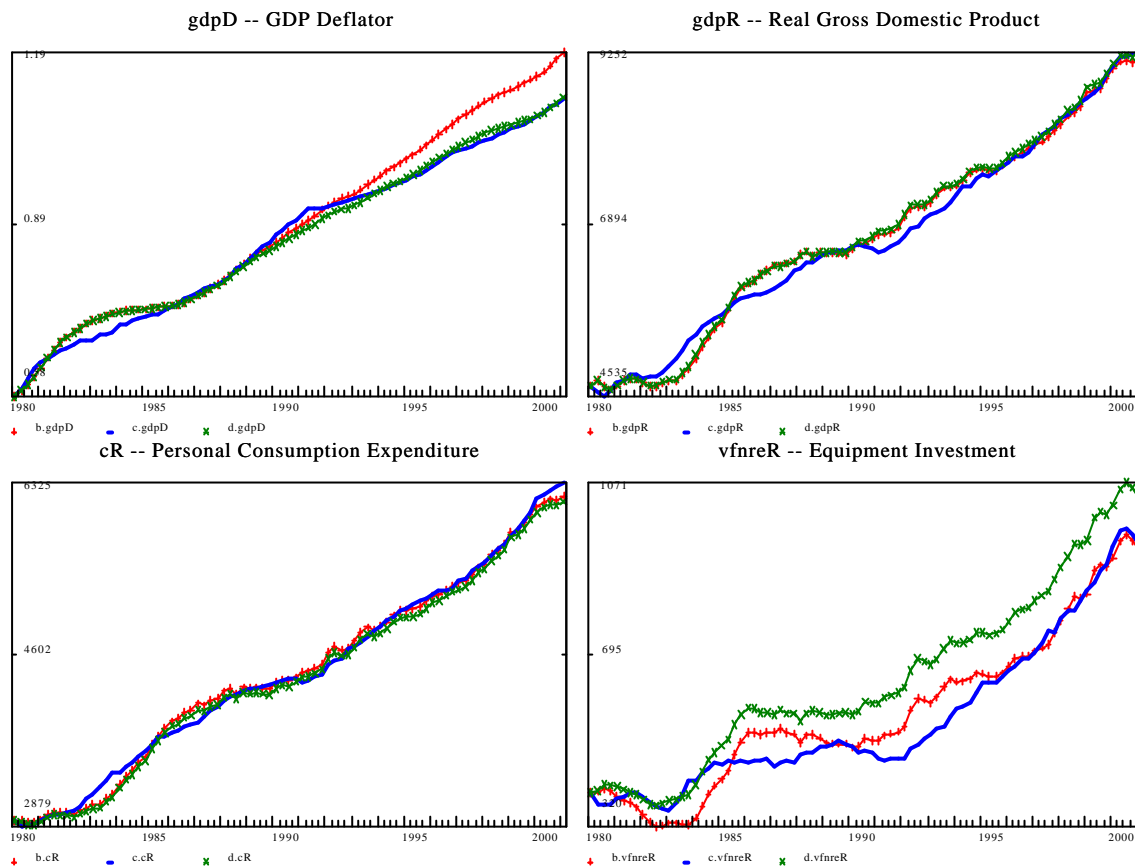 gdpD -- GDP Deflator
1.19
0.89
0.58
1980 1985 1990 1995 2000
b.gdpD c.gdpD d.gdpD
gdpR -- Real Gross Domestic Product
9252
6894
4535
1980 1985 1990 1995 2000
b.gdpR c.gdpR d.gdpR
cR -- Personal Consumption Expenditure
6325
4602
2879
1980 1985 1990 1995 2000
b.cR c.cR d.cR
vfnreR -- Equipment Investment
1071
695
320
1980 1985 1990 1995 2000
b.vfnreR c.vfnreR d.vfnreR